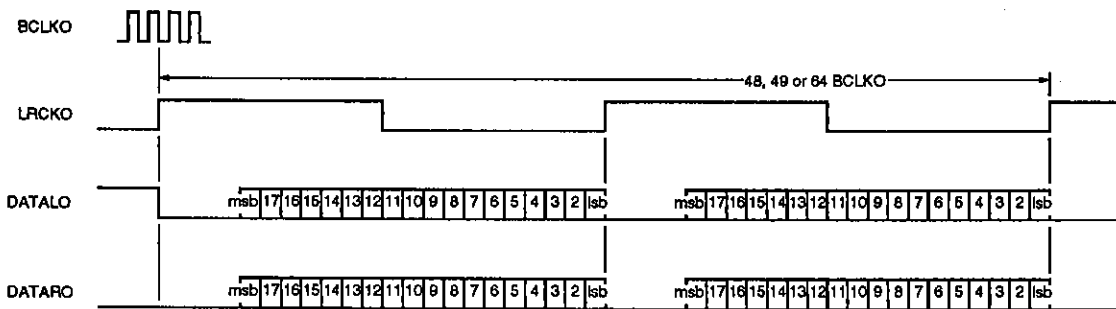 BCLKO
48, 49 or 64 BCLKO
LRCKO
DATALO
msb 17 16 15 14 13 12 11 10 9 8 7 6 5 4 3 2 lsb
msb 17 16 15 14 13 12 11 10 9 8 7 6 5 4 3 2 lsb
DATARO
msb 17 16 15 14 13 12 11 10 9 8 7 6 5 4 3 2 lsb
msb 17 16 15 14 13 12 11 10 9 8 7 6 5 4 3 2 lsb